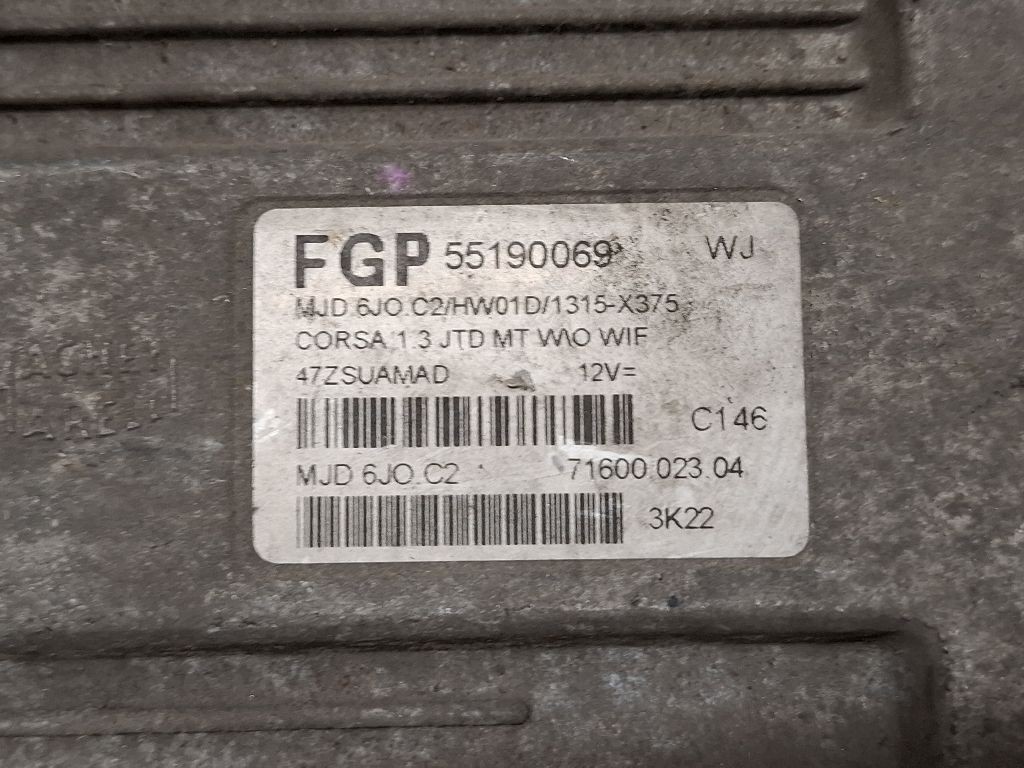 FGP 55190069 WJ
MJD 6JO.C2/HW01D/1315-X375
CORSA 1.3 JTD MT W\O WIF
47ZSUAMAD 12V=
C146
MJD 6JO.C2 71600.023.04
3K22